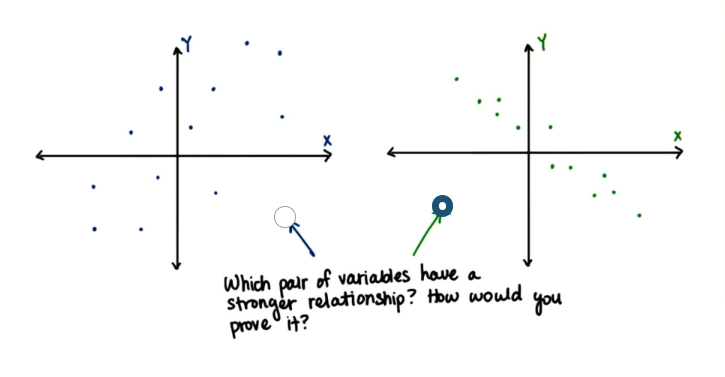 Y
X
Y
X
Which pair of variables have a
stronger relationship? How would you
prove it?